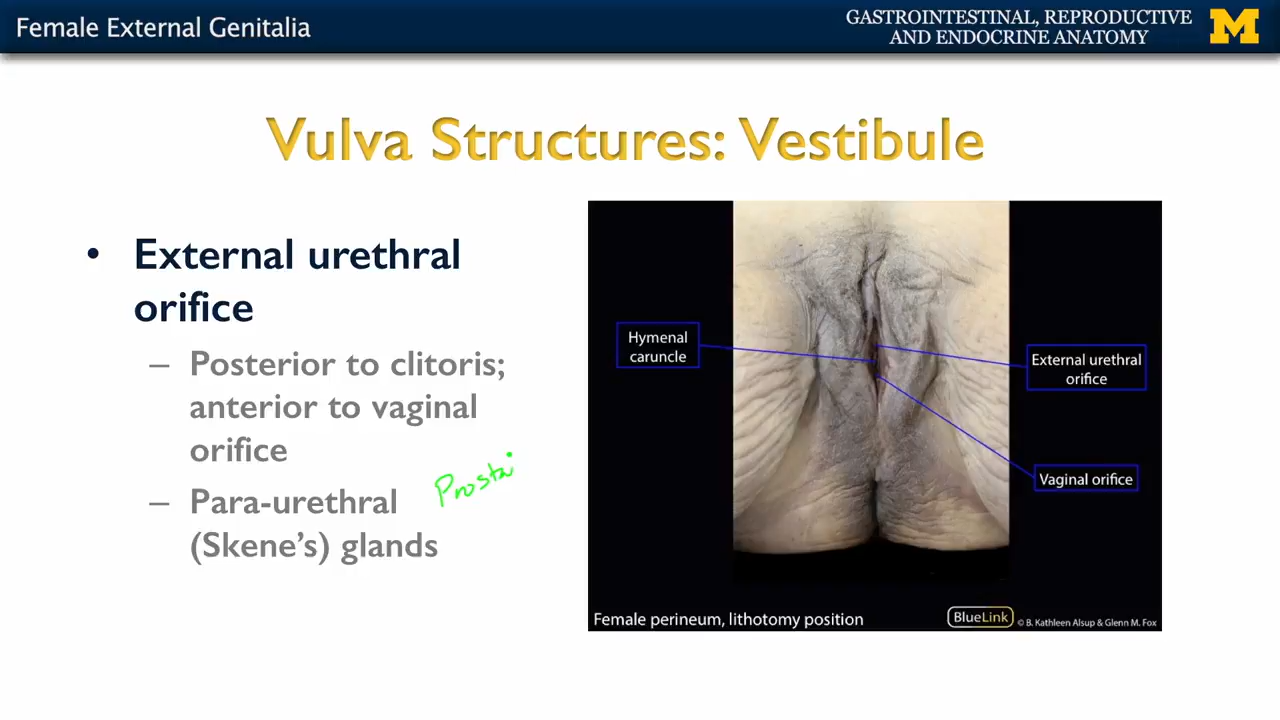 Female External Genitalia
GASTROINTESTINAL, REPRODUCTIVE
AND ENDOCRINE ANATOMY
M
Vulva Structures: Vestibule
• External urethral
orifice
– Posterior to clitoris;
anterior to vaginal
orifice
– Para-urethral
(Skene's) glands
Prosta
Hymenal
caruncle
External urethral
orifice
Vaginal orifice
Female perineum, lithotomy position
BlueLink
© B. Kathleen Alsup & Glenn M. Fox